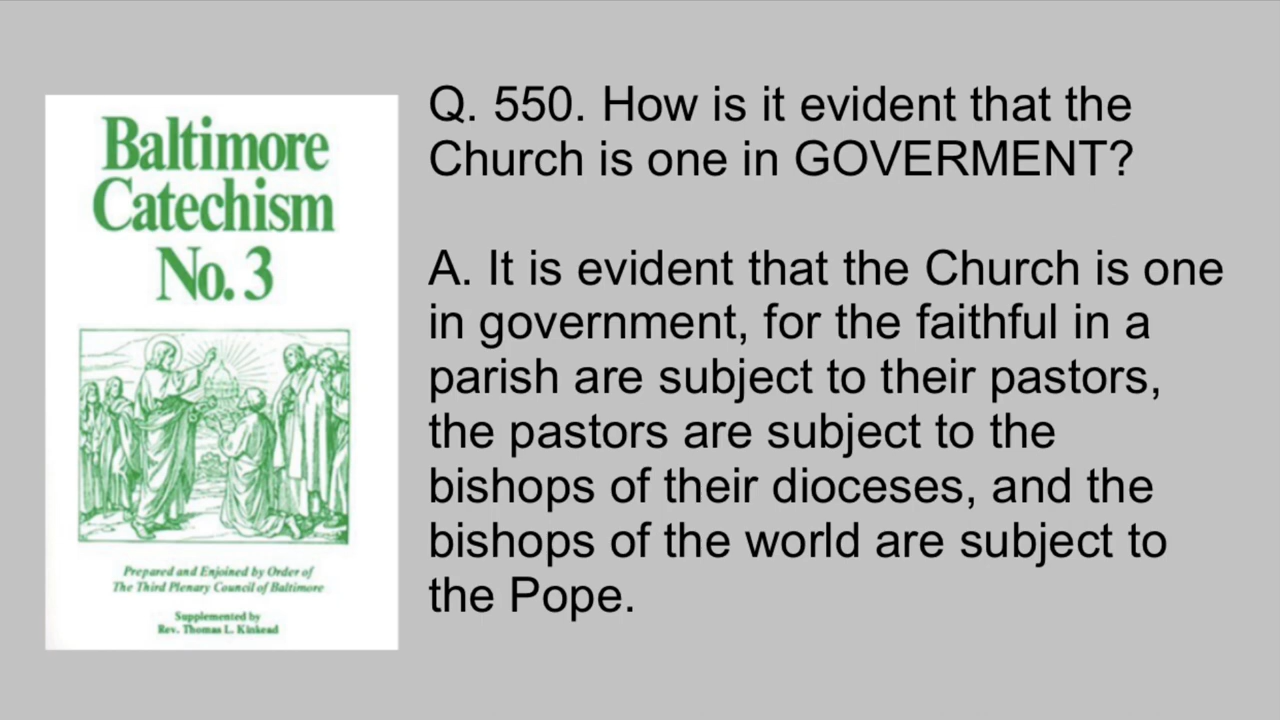 Baltimore
Catechism
No. 3
Prepared and Enjoined by Order of
The Third Plenary Council of Baltimore
Supplemented by
Rev. Thomas L. Kinkead
Q. 550. How is it evident that the
Church is one in GOVERMENT?
A. It is evident that the Church is one
in government, for the faithful in a
parish are subject to their pastors,
the pastors are subject to the
bishops of their dioceses, and the
bishops of the world are subject to
the Pope.